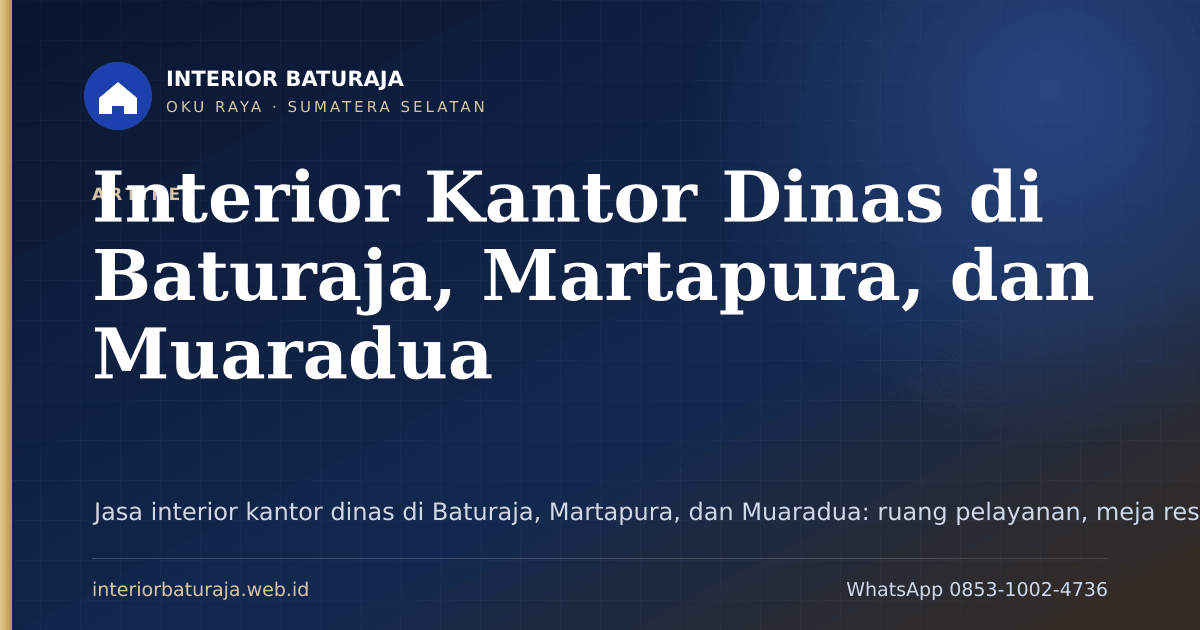 INTERIOR BATURAJA
OKU RAYA · SUMATERA SELATAN
Interior Kantor Dinas di
Baturaja, Martapura, dan
Muaradua
Jasa interior kantor dinas di Baturaja, Martapura, dan Muaradua: ruang pelayanan, meja
interiorbaturaja.web.id
WhatsApp 0853-1002-4736